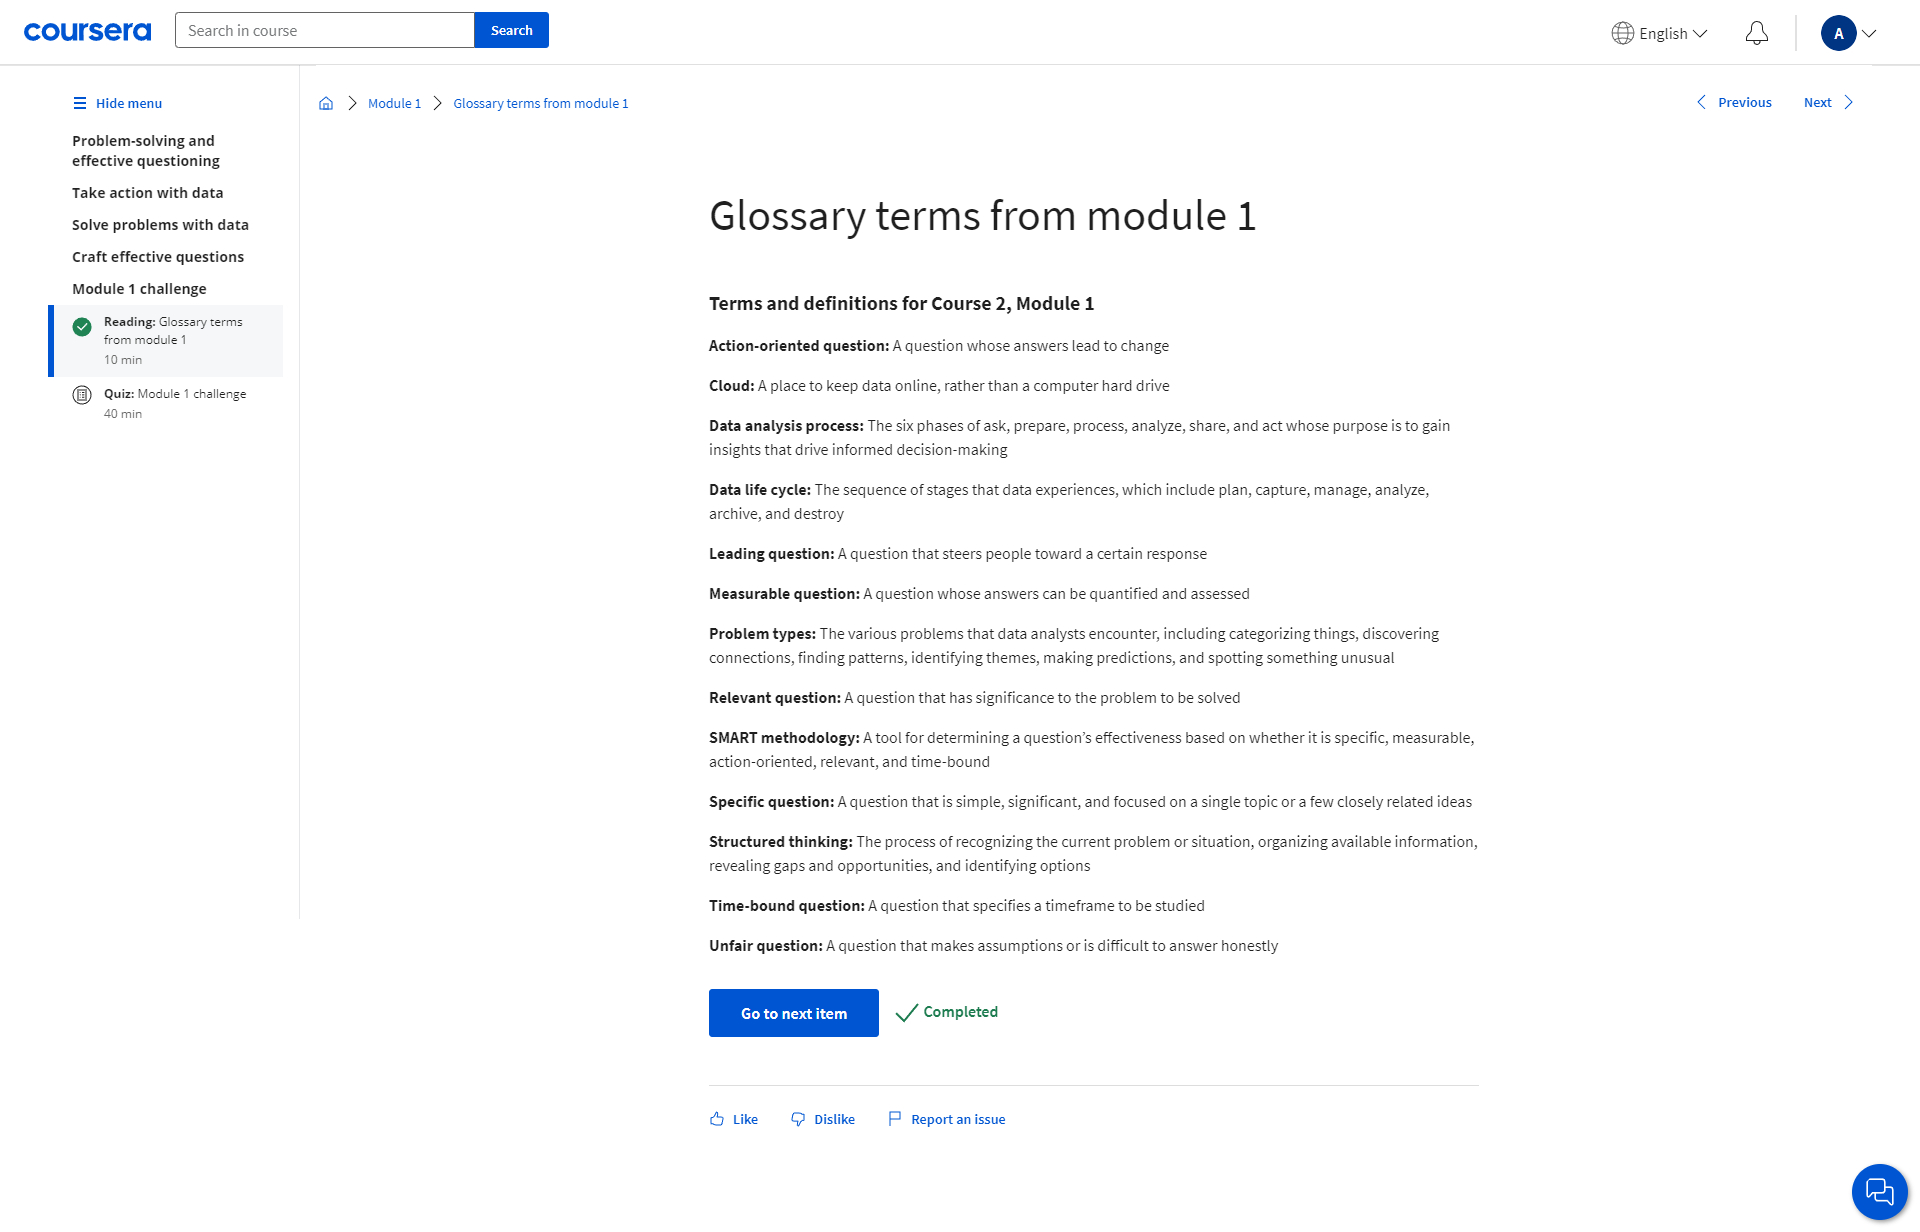 coursera
Search in course
Search
English
A
Hide menu
Problem-solving and
effective questioning
Take action with data
Solve problems with data
Craft effective questions
Module 1 challenge
Reading: Glossary terms
from module 1
10 min
Quiz: Module 1 challenge
40 min
Module 1
Glossary terms from module 1
Previous
Next
Glossary terms from module 1
Terms and definitions for Course 2, Module 1
Action-oriented question: A question whose answers lead to change
Cloud: A place to keep data online, rather than a computer hard drive
Data analysis process: The six phases of ask, prepare, process, analyze, share, and act whose purpose is to gain
insights that drive informed decision-making
Data life cycle: The sequence of stages that data experiences, which include plan, capture, manage, analyze,
archive, and destroy
Leading question: A question that steers people toward a certain response
Measurable question: A question whose answers can be quantified and assessed
Problem types: The various problems that data analysts encounter, including categorizing things, discovering
connections, finding patterns, identifying themes, making predictions, and spotting something unusual
Relevant question: A question that has significance to the problem to be solved
SMART methodology: A tool for determining a question’s effectiveness based on whether it is specific, measurable,
action-oriented, relevant, and time-bound
Specific question: A question that is simple, significant, and focused on a single topic or a few closely related ideas
Structured thinking: The process of recognizing the current problem or situation, organizing available information,
revealing gaps and opportunities, and identifying options
Time-bound question: A question that specifies a timeframe to be studied
Unfair question: A question that makes assumptions or is difficult to answer honestly
Go to next item
Completed
Like
Dislike
Report an issue